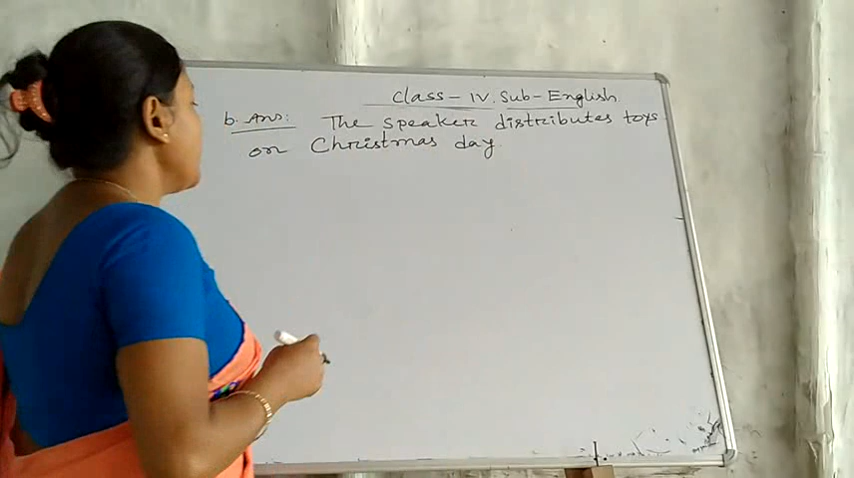 Class - IV. Sub - English
b. Ans: The speaker distributes toys
on Christmas day.